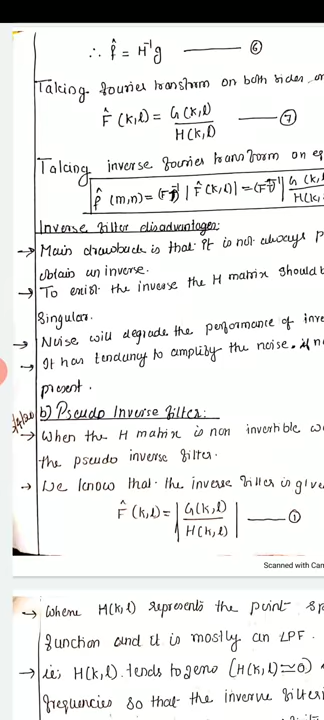 ∴ f̂ = H⁻¹g —— ⑥
Taking fourier transform on both sides
F̂(k,l) = G(k,l) / H(k,l) —— ⑦
Taking inverse fourier transform on
f̂(m,n) = (FT)⁻¹ | F̂(k,l) | = (FT)⁻¹ | G(k,l) / H(k,l)
Inverse filter disadvantages:
→ Main drawback is that it is not always
obtain an inverse.
→ To exist the inverse the H matrix should
singular.
→ Noise will degrade the performance of
→ It has tendency to amplify the noise. if
present.
b) Pseudo Inverse filter:
→ When the H matrix is non invertible
the pseudo inverse filter.
→ We know that the inverse filter is
F̂(k,l) = | G(k,l) / H(k,l) | —— ①
Scanned with
→ Where H(k,l) represents the point
function and it is mostly an LPF.
→ ie; H(k,l) tends to zero (H(k,l) ≃ 0)
frequencies so that the inverse